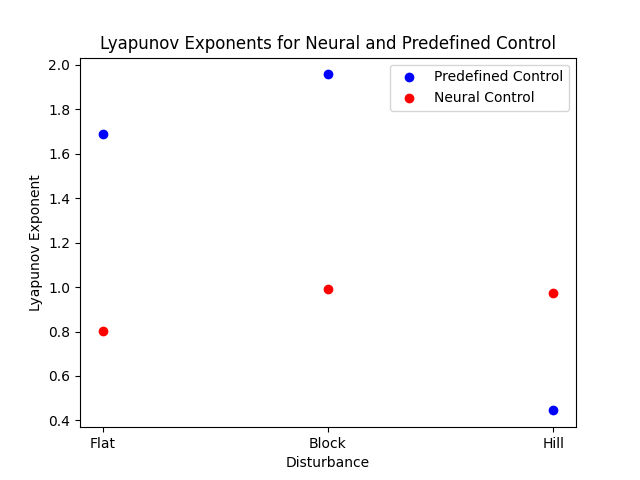 Lyapunov Exponents for Neural and Predefined Control
Predefined Control
Neural Control
Lyapunov Exponent
2.0
1.8
1.6
1.4
1.2
1.0
0.8
0.6
0.4
Flat
Block
Hill
Disturbance